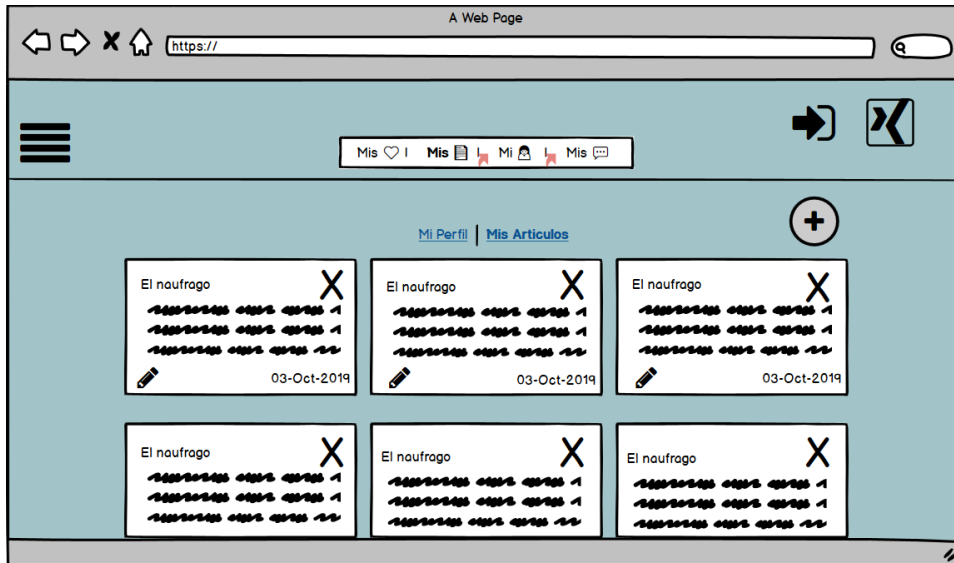 A Web Page
https://
Mis | Mis | Mi | Mis
Mi Perfil | Mis Articulos
El naufrago
03-Oct-2019
El naufrago
03-Oct-2019
El naufrago
03-Oct-2019
El naufrago
El naufrago
El naufrago